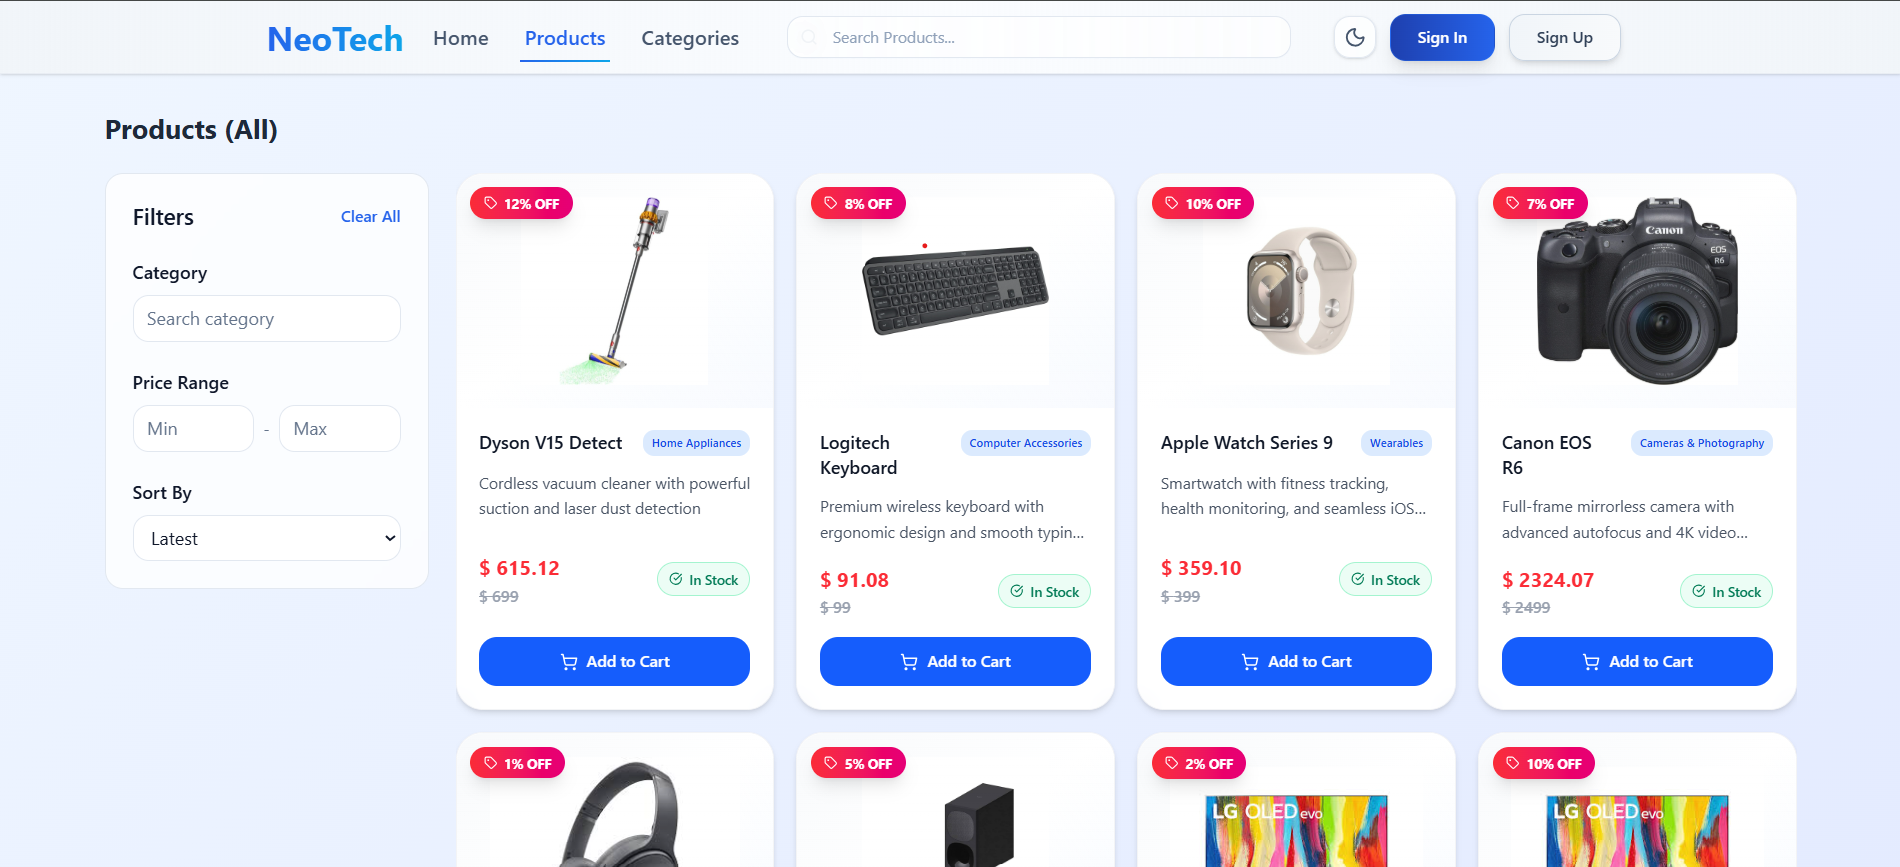 NeoTech
Home
Products
Categories
Search Products...
Sign In
Sign Up
Products (All)
Filters
Clear All
Category
Search category
Price Range
Min
-
Max
Sort By
Latest
12% OFF
Dyson V15 Detect
Home Appliances
Cordless vacuum cleaner with powerful
suction and laser dust detection
$ 615.12
$ 699
In Stock
Add to Cart
8% OFF
Logitech
Keyboard
Computer Accessories
Premium wireless keyboard with
ergonomic design and smooth typin...
$ 91.08
$ 99
In Stock
Add to Cart
10% OFF
Apple Watch Series 9
Wearables
Smartwatch with fitness tracking,
health monitoring, and seamless iOS...
$ 359.10
$ 399
In Stock
Add to Cart
7% OFF
Canon
EOS
R6
Canon EOS
R6
Cameras & Photography
Full-frame mirrorless camera with
advanced autofocus and 4K video...
$ 2324.07
$ 2499
In Stock
Add to Cart
1% OFF
5% OFF
2% OFF
LG OLED evo
10% OFF
LG OLED evo